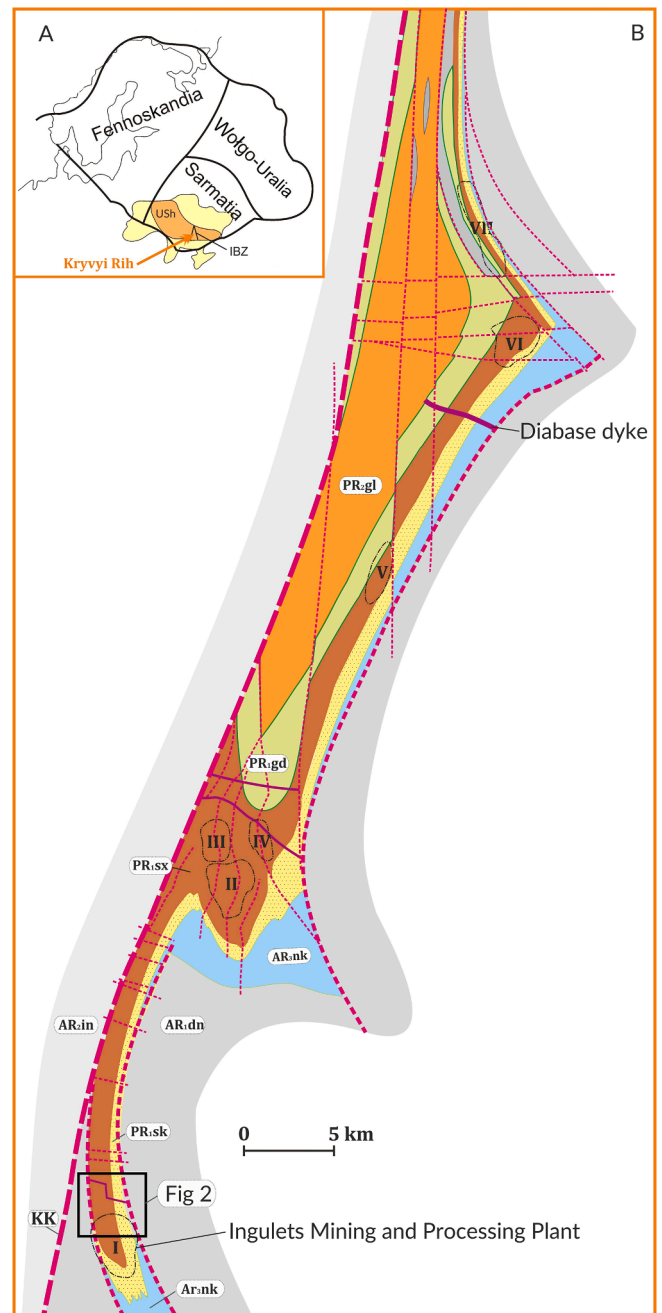 A
B
Fennoskandia
Wołgo-Uralia
Sarmatia
USh
IBZ
Kryvyi Rih
VII
VI
Diabase dyke
PR₂gl
V
PR₁gd
III
IV
PR₁sx
II
AR₃nk
AR₂in
AR₁dn
PR₁sk
0 5 km
Fig 2
KK
Ingulets Mining and Processing Plant
I
Ar₃nk